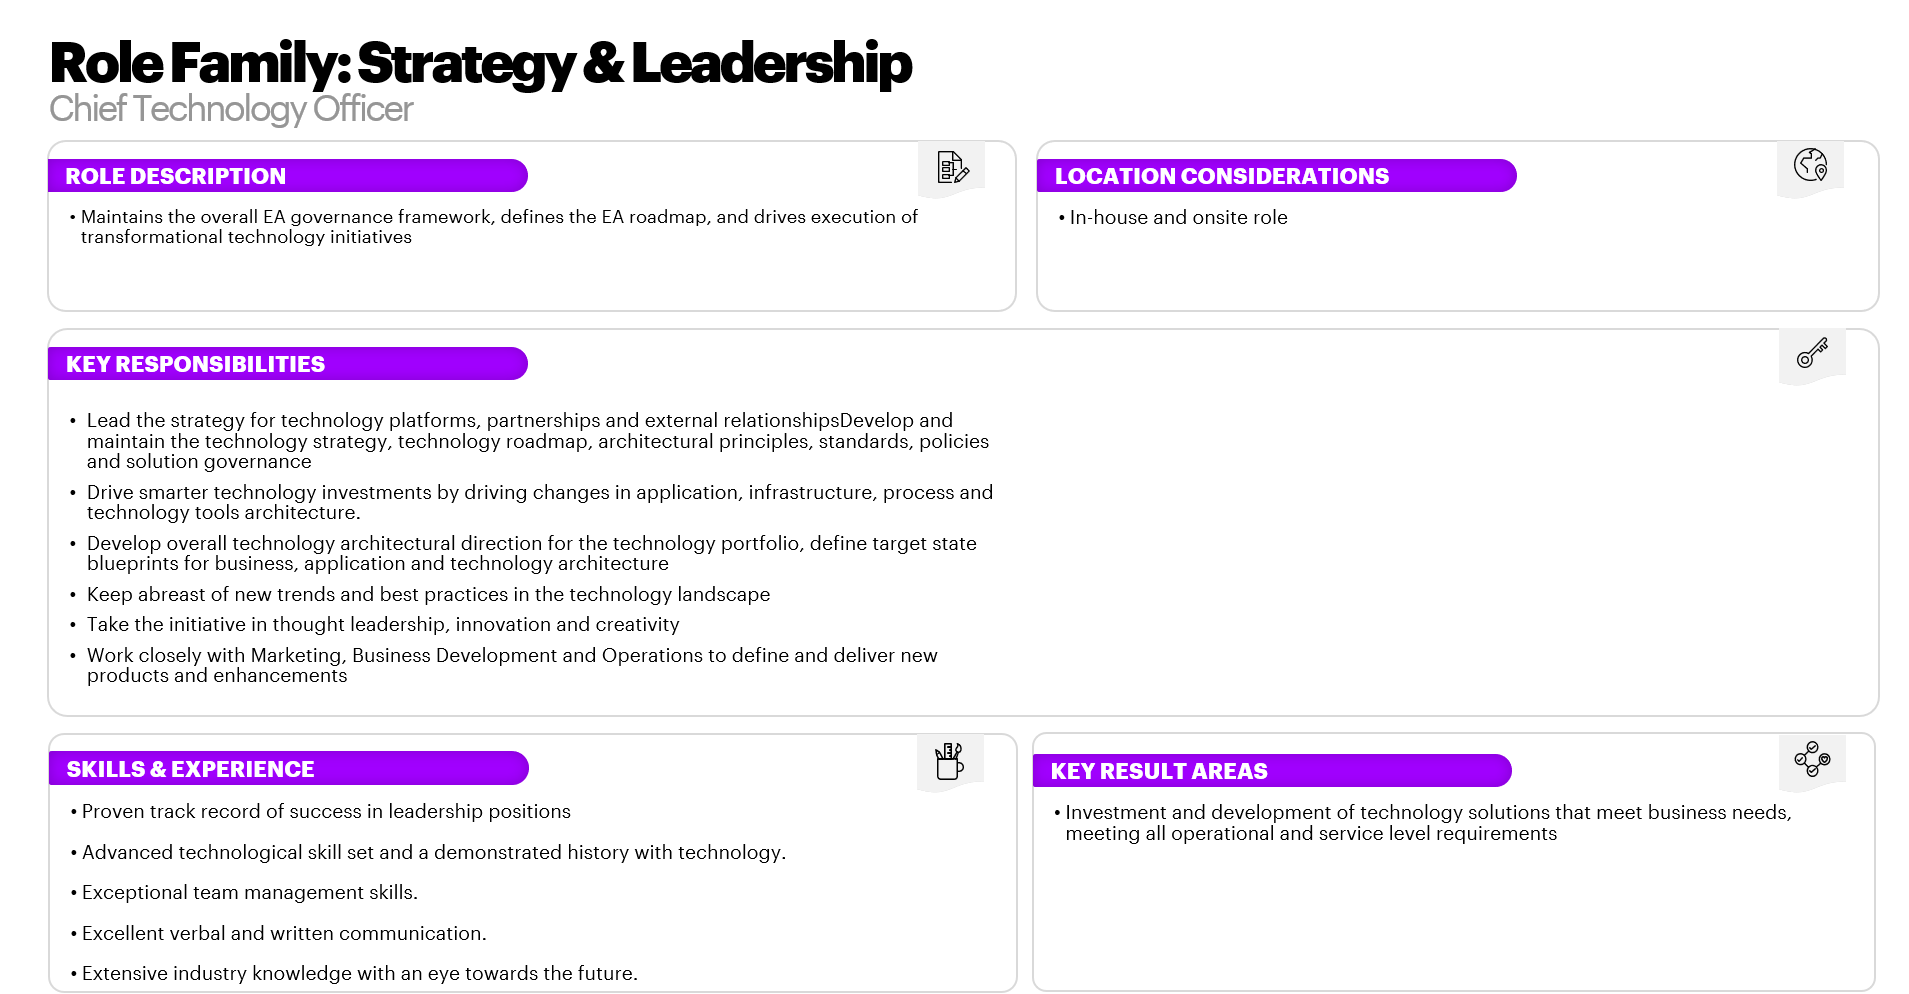 Role Family: Strategy & Leadership
Chief Technology Officer
ROLE DESCRIPTION
• Maintains the overall EA governance framework, defines the EA roadmap, and drives execution of
transformational technology initiatives
LOCATION CONSIDERATIONS
• In-house and onsite role
KEY RESPONSIBILITIES
• Lead the strategy for technology platforms, partnerships and external relationshipsDevelop and
maintain the technology strategy, technology roadmap, architectural principles, standards, policies
and solution governance
• Drive smarter technology investments by driving changes in application, infrastructure, process and
technology tools architecture.
• Develop overall technology architectural direction for the technology portfolio, define target state
blueprints for business, application and technology architecture
• Keep abreast of new trends and best practices in the technology landscape
• Take the initiative in thought leadership, innovation and creativity
• Work closely with Marketing, Business Development and Operations to define and deliver new
products and enhancements
SKILLS & EXPERIENCE
• Proven track record of success in leadership positions
• Advanced technological skill set and a demonstrated history with technology.
• Exceptional team management skills.
• Excellent verbal and written communication.
• Extensive industry knowledge with an eye towards the future.
KEY RESULT AREAS
• Investment and development of technology solutions that meet business needs,
meeting all operational and service level requirements